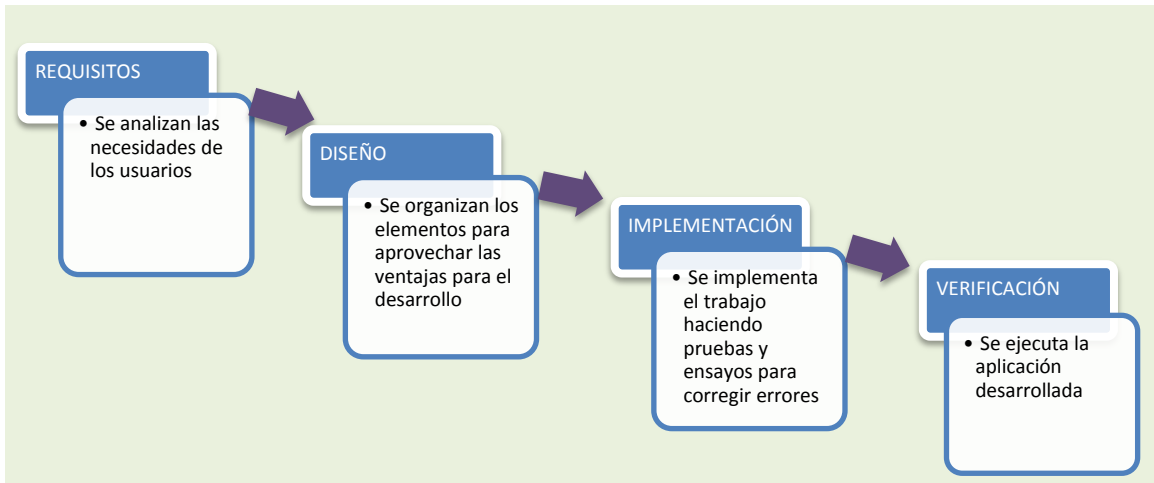 REQUISITOS
• Se analizan las
necesidades de
los usuarios
DISEÑO
• Se organizan los
elementos para
aprovechar las
ventajas para el
desarrollo
IMPLEMENTACIÓN
• Se implementa
el trabajo
haciendo
pruebas y
ensayos para
corregir errores
VERIFICACIÓN
• Se ejecuta la
aplicación
desarrollada